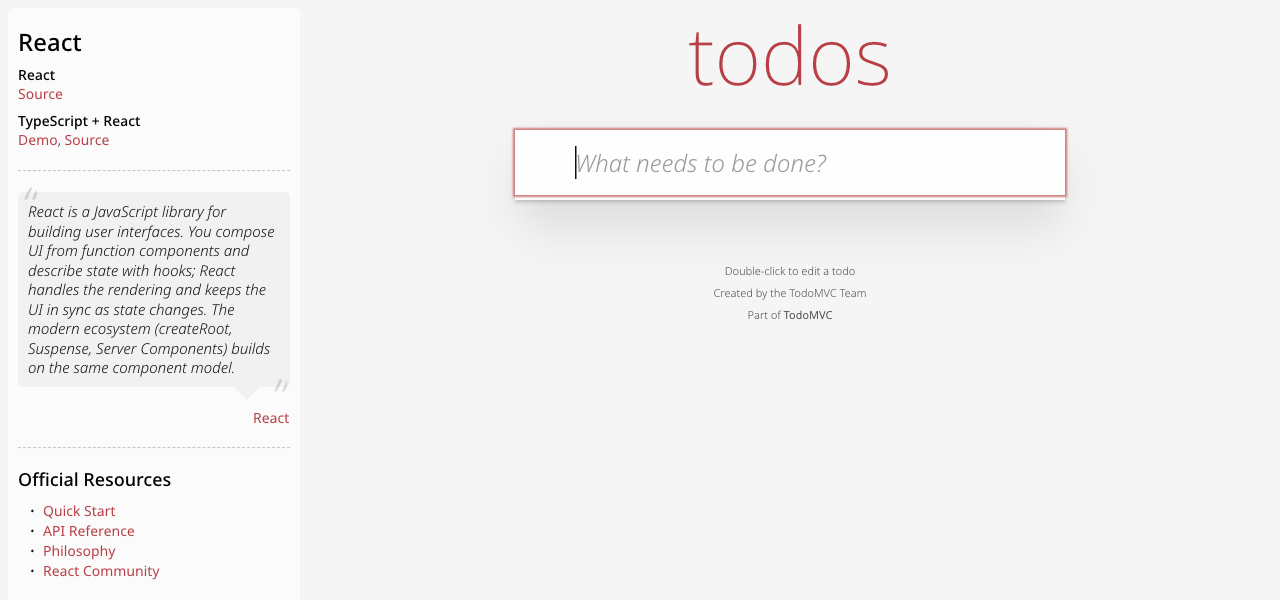 React
React
Source
TypeScript + React
Demo, Source
"
React is a JavaScript library for
building user interfaces. You compose
UI from function components and
describe state with hooks; React
handles the rendering and keeps the
UI in sync as state changes. The
modern ecosystem (createRoot,
Suspense, Server Components) builds
on the same component model.
"
React
Official Resources
• Quick Start
• API Reference
• Philosophy
• React Community
todos
What needs to be done?
Double-click to edit a todo
Created by the TodoMVC Team
Part of TodoMVC